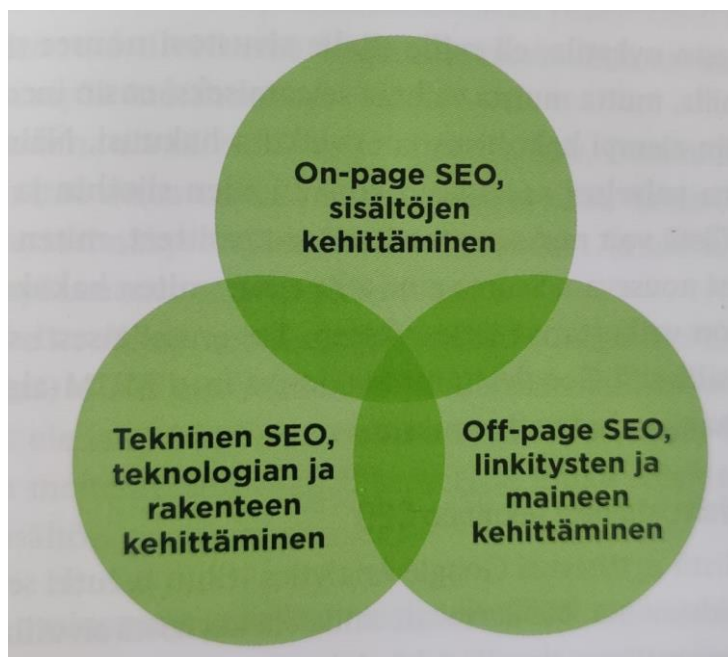 On-page SEO,
sisältöjen
kehittäminen
Tekninen SEO,
teknologian ja
rakenteen
kehittäminen
Off-page SEO,
linkitysten ja
maineen
kehittäminen